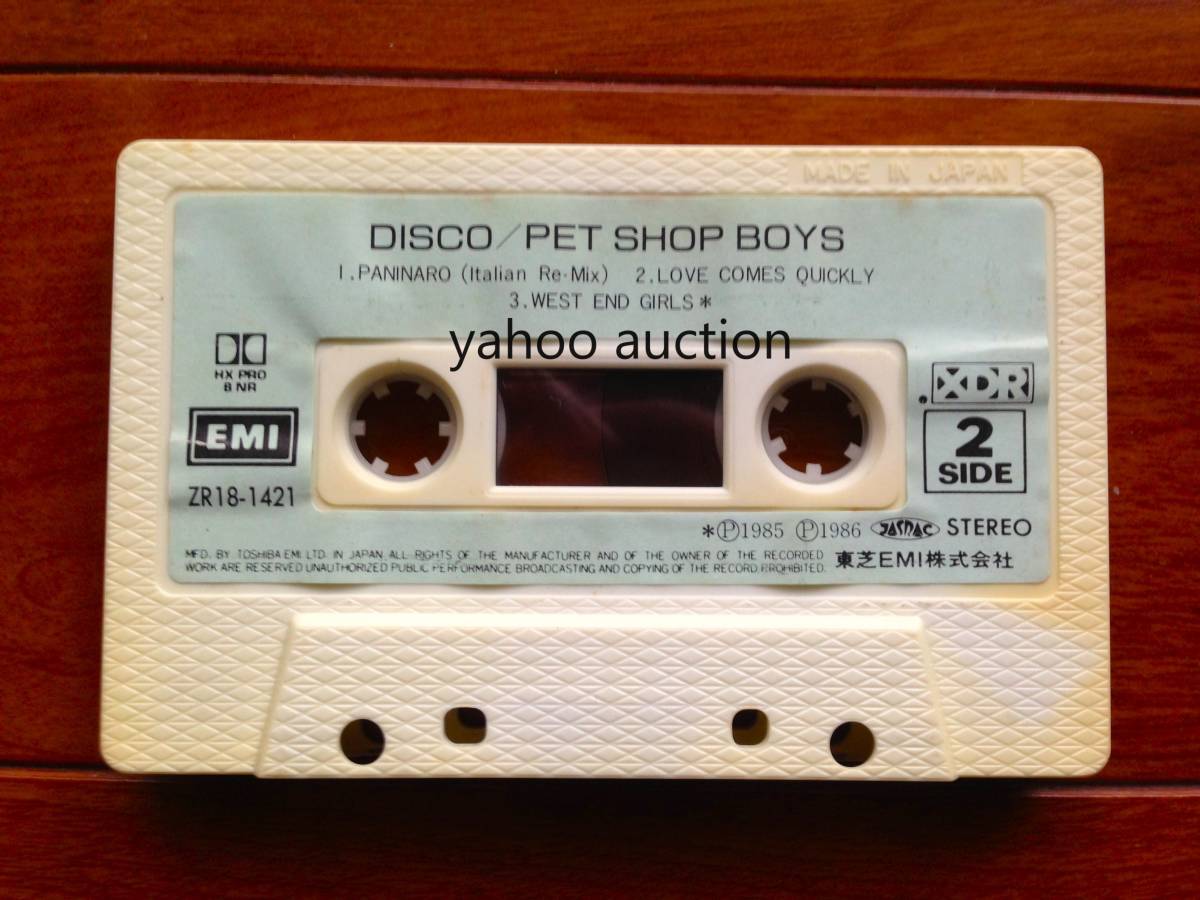 MADE IN JAPAN
DISCO/PET SHOP BOYS
1.PANINARO (Italian Re-Mix) 2.LOVE COMES QUICKLY
3.WEST END GIRLS*
yahoo auction
HX PRO
B NR
EMI
ZR18-1421
XDR
2
SIDE
*Ⓟ1985 Ⓟ1986 JASRAC STEREO
MFD. BY TOSHIBA EMI LTD. IN JAPAN. ALL RIGHTS OF THE MANUFACTURER AND OF THE OWNER OF THE RECORDED
WORK ARE RESERVED UNAUTHORIZED PUBLIC PERFORMANCE BROADCASTING AND COPYING OF THE RECORD PROHIBITED.
東芝EMI株式会社